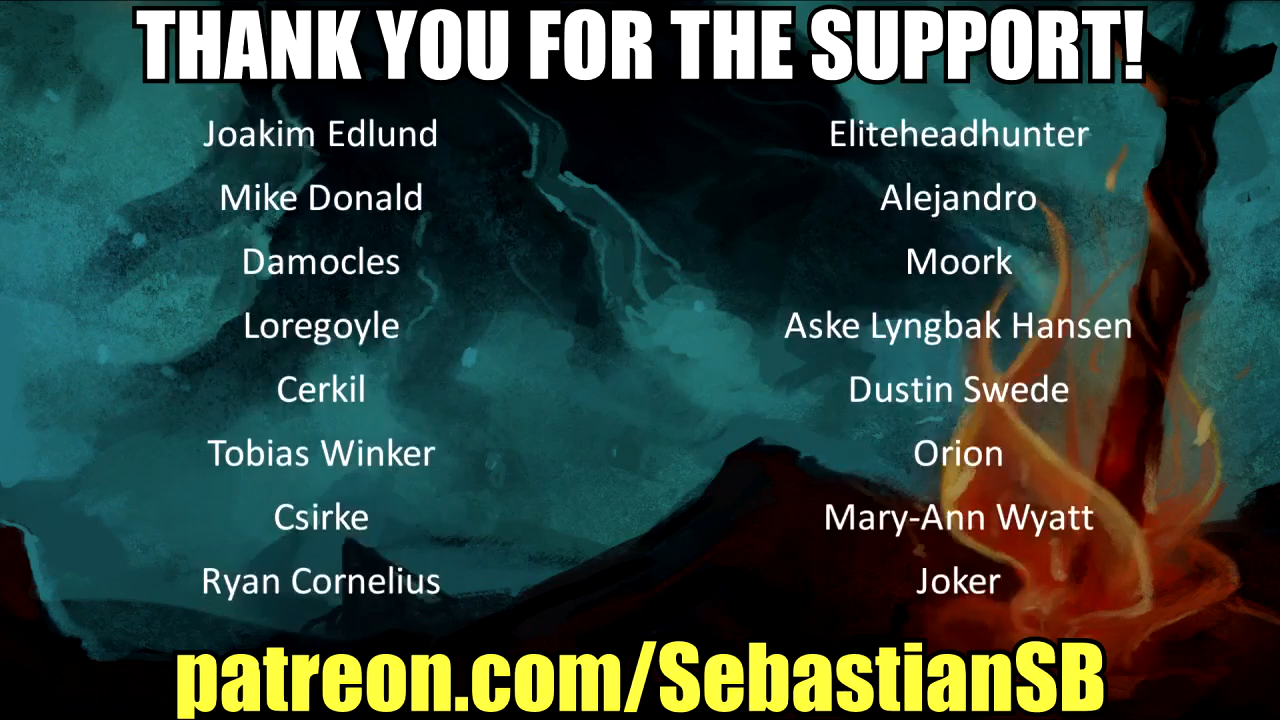 THANK YOU FOR THE SUPPORT!
Joakim Edlund
Mike Donald
Damocles
Loregoyle
Cerkil
Tobias Winker
Csirke
Ryan Cornelius
Eliteheadhunter
Alejandro
Moork
Aske Lyngbak Hansen
Dustin Swede
Orion
Mary-Ann Wyatt
Joker
patreon.com/SebastianSB